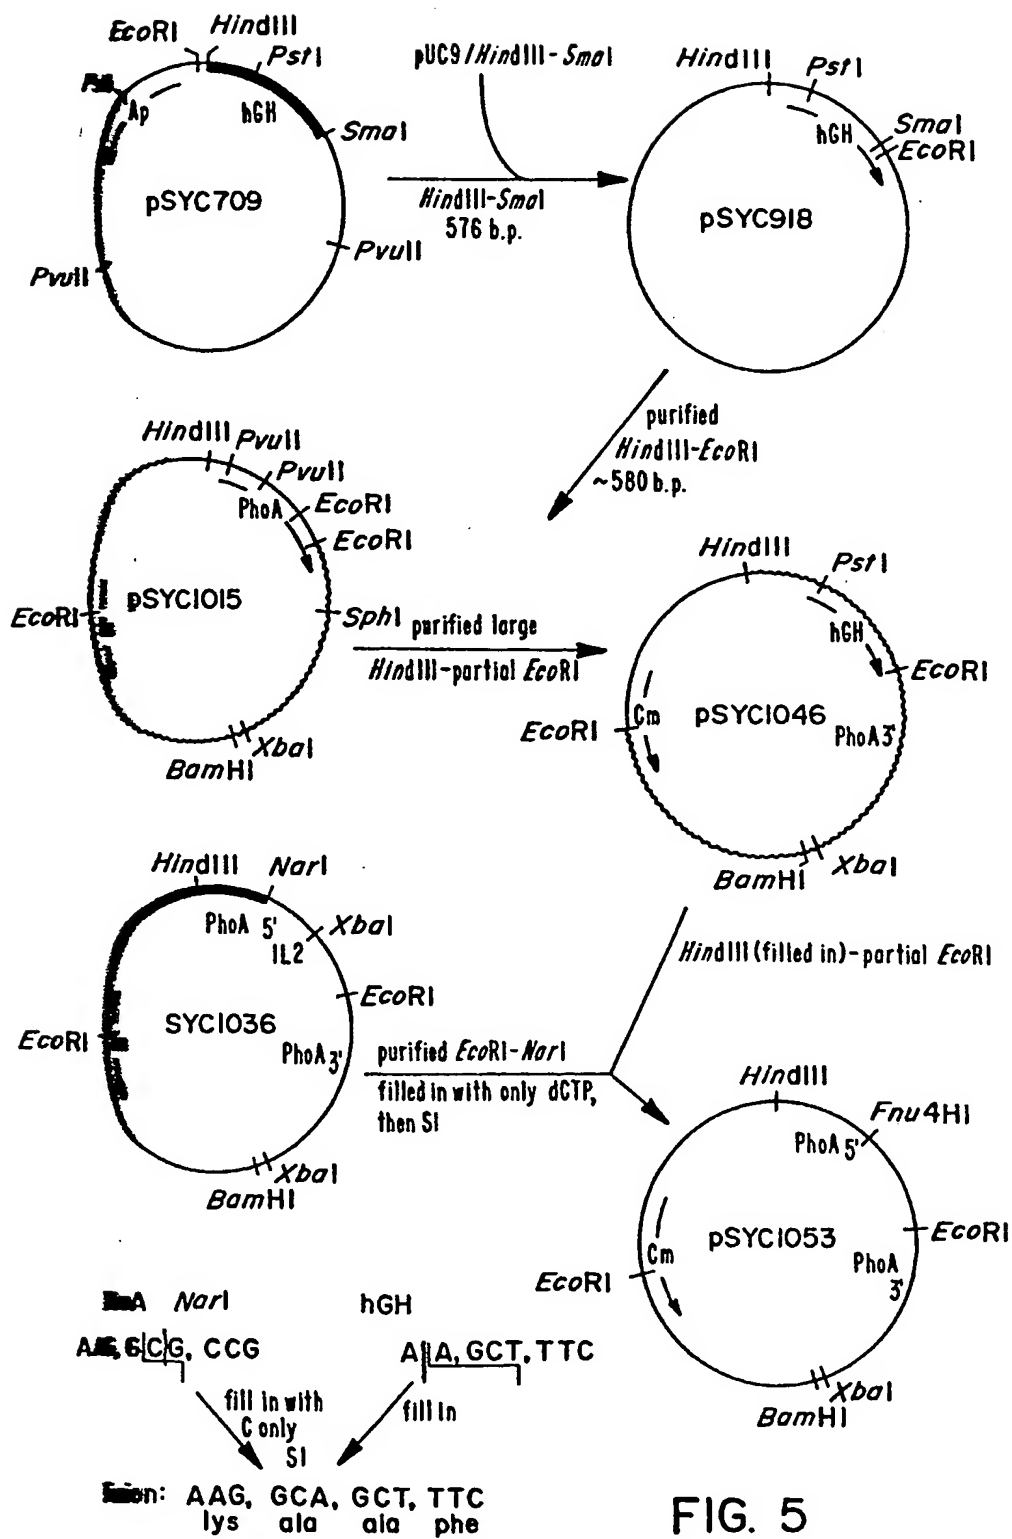 EcoRI
HindIII
PstI
Ap
hGH
SmaI
pSYC709
PvuII
PvuII
pUC9/HindIII-SmaI
HindIII-SmaI
576 b.p.
HindIII
PstI
hGH
SmaI
EcoRI
pSYC918
purified
HindIII-EcoRI
~580 b.p.
HindIII
PvuII
PvuII
PhoA
EcoRI
EcoRI
pSYC1015
EcoRI
SphI
XbaI
BamHI
purified large
HindIII-partial EcoRI
HindIII
PstI
hGH
EcoRI
Cm
pSYC1046
EcoRI
PhoA3'
XbaI
BamHI
HindIII
NarI
PhoA 5'
IL2
XbaI
EcoRI
SYC1036
EcoRI
PhoA3'
XbaI
BamHI
HindIII(filled in)-partial EcoRI
purified EcoRI-NarI
filled in with only dCTP,
then S1
HindIII
Fnu4HI
PhoA 5'
pSYC1053
EcoRI
Cm
PhoA
3'
EcoRI
XbaI
BamHI
NarI
hGH
CG, CCG
AA, GCT, TTC
fill in with
C only
S1
fill in
AAG, GCA, GCT, TTC
lys ala ala phe
FIG. 5